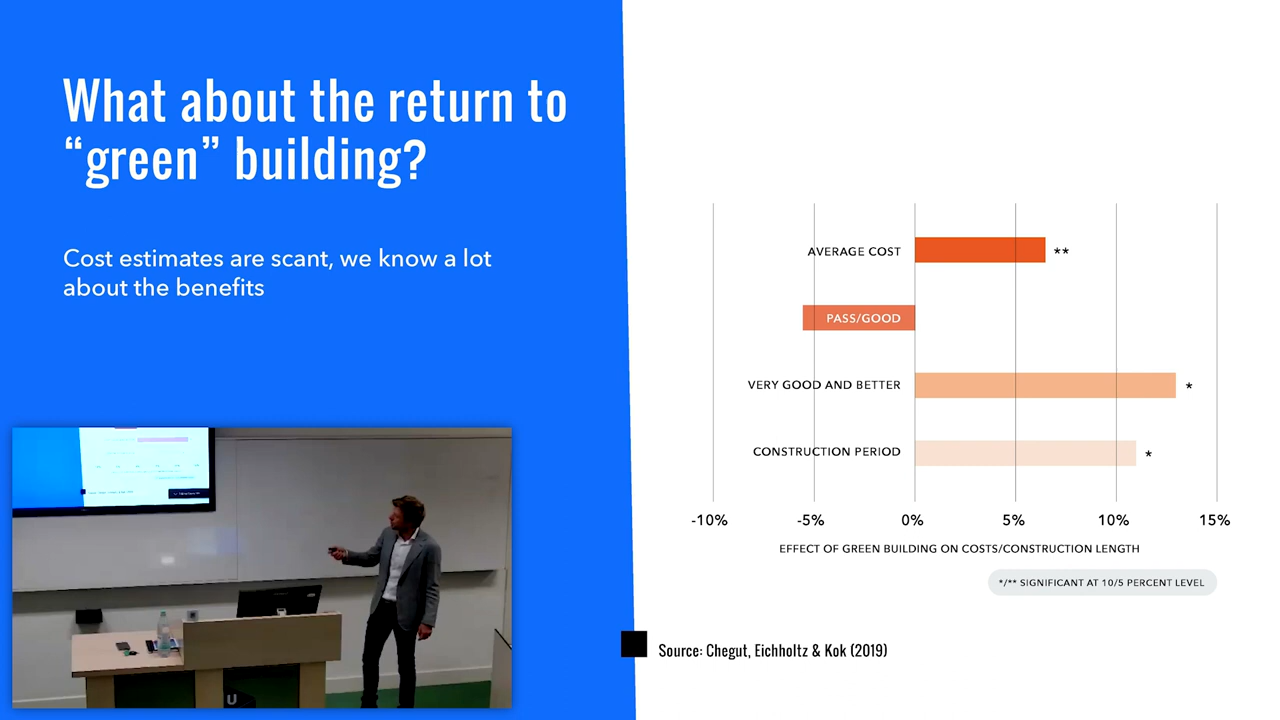 What about the return to
“green” building?
Cost estimates are scant, we know a lot
about the benefits
AVERAGE COST
**
PASS/GOOD
VERY GOOD AND BETTER
*
CONSTRUCTION PERIOD
*
-10% -5% 0% 5% 10% 15%
EFFECT OF GREEN BUILDING ON COSTS/CONSTRUCTION LENGTH
*/** SIGNIFICANT AT 10/5 PERCENT LEVEL
Source: Chegut, Eichholtz & Kok (2019)
U